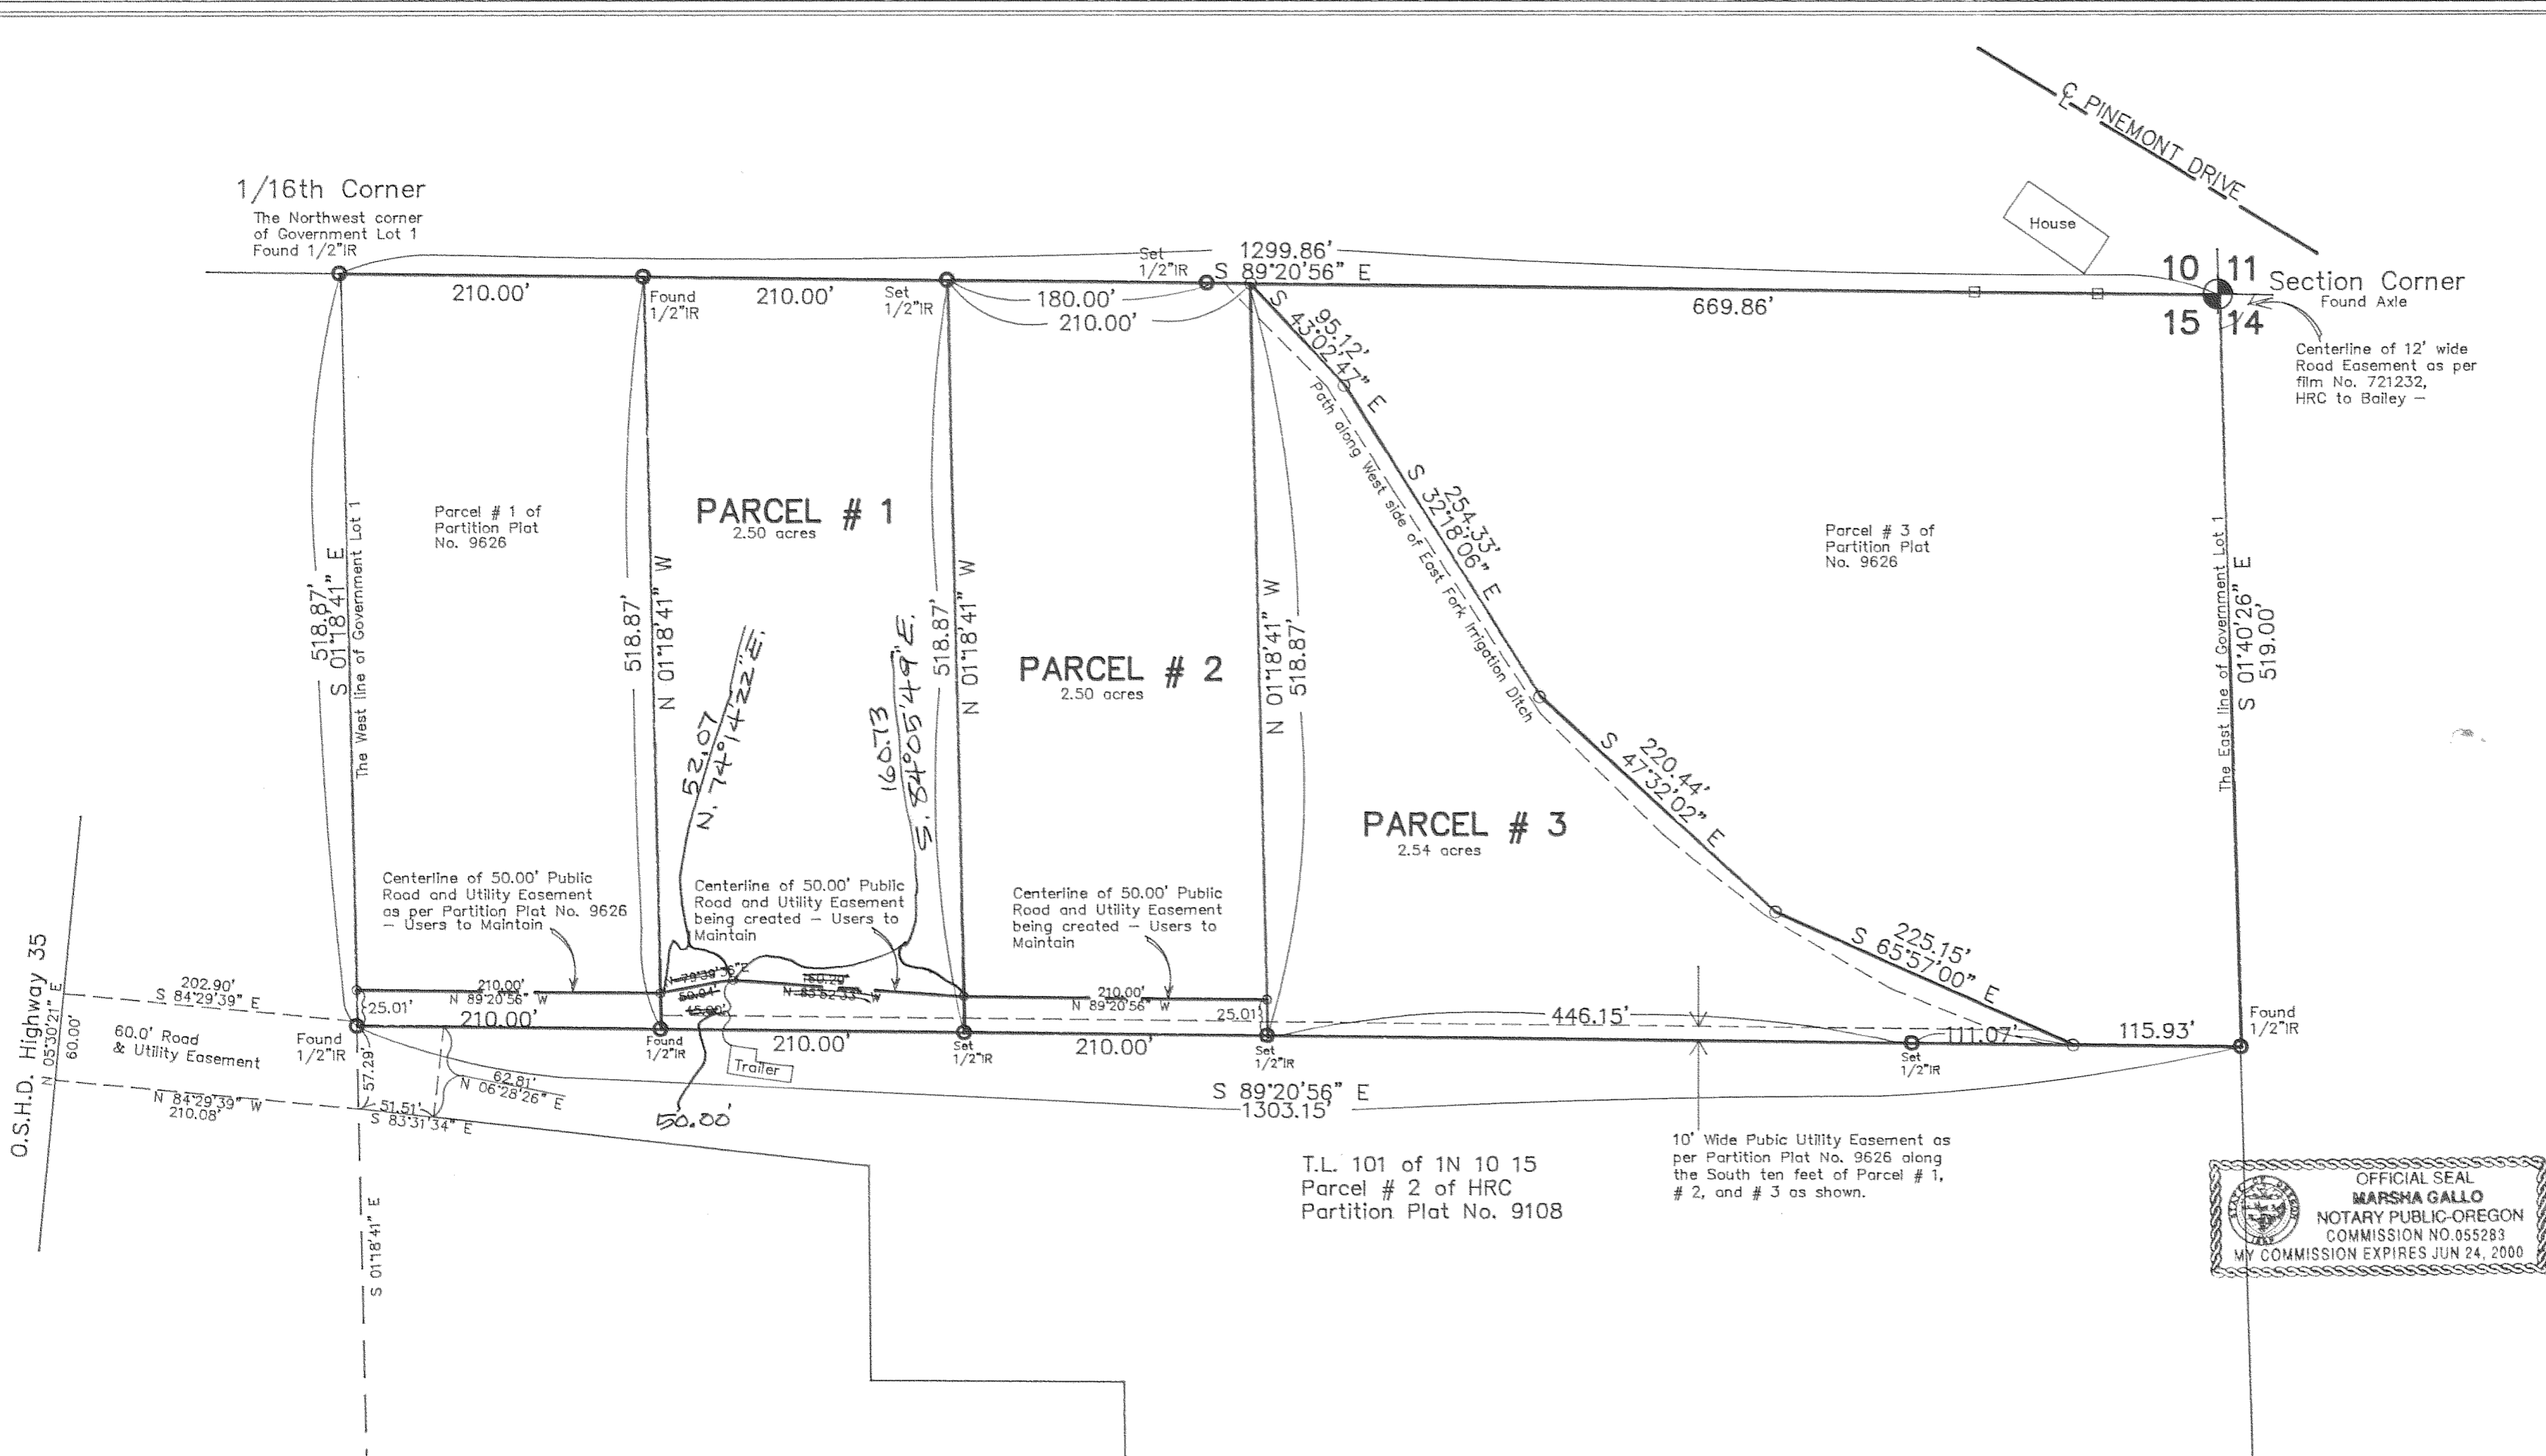 ℄ PINEMONT DRIVE
House
1/16th Corner
The Northwest corner
of Government Lot 1
Found 1/2"IR
1299.86'
S 89°20'56" E
Set
1/2"IR
210.00'
Found
1/2"IR
210.00'
Set
1/2"IR
180.00'
210.00'
669.86'
10 11
15 14
Section Corner
Found Axle
Centerline of 12' wide
Road Easement as per
film No. 721232,
HRC to Bailey –
95.12'
S 43°02'47" E
254.33'
S 32°18'06" E
Path along West side of East Fork Irrigation Ditch
220.44'
S 47°32'02" E
225.15'
S 65°57'00" E
518.87'
S 01°18'41" E
The West line of Government Lot 1
Parcel # 1 of
Partition Plat
No. 9626
518.87'
N 01°18'41" W
PARCEL # 1
2.50 acres
52.07
N. 74°14'22" E.
160.73
S. 84°05'49" E.
518.87'
N 01°18'41" W
PARCEL # 2
2.50 acres
N 01°18'41" W
518.87'
PARCEL # 3
2.54 acres
Parcel # 3 of
Partition Plat
No. 9626
The East line of Government Lot 1
S 01°40'26" E
519.00'
Centerline of 50.00' Public
Road and Utility Easement
as per Partition Plat No. 9626
– Users to Maintain
Centerline of 50.00' Public
Road and Utility Easement
being created – Users to
Maintain
Centerline of 50.00' Public
Road and Utility Easement
being created – Users to
Maintain
O.S.H.D. Highway 35
N 05°30'21" E
60.00'
202.90'
S 84°29'39" E
60.0' Road
& Utility Easement
N 84°29'39" W
210.08'
25.01'
210.00'
N 89°20'56" W
210.00'
N 79°39'36" E
50.04'
45.00'
160.20'
N 83°52'33" W
210.00'
N 89°20'56" W
25.01'
Found
1/2"IR
57.29'
51.51'
S 83°31'34" E
62.81'
N 06°28'26" E
Found
1/2"IR
50.00'
Trailer
210.00'
Set
1/2"IR
210.00'
Set
1/2"IR
446.15'
Set
1/2"IR
111.07'
115.93'
Found
1/2"IR
S 89°20'56" E
1303.15'
T.L. 101 of 1N 10 15
Parcel # 2 of HRC
Partition Plat No. 9108
10' Wide Pubic Utility Easement as
per Partition Plat No. 9626 along
the South ten feet of Parcel # 1,
# 2, and # 3 as shown.
S 01°18'41" E
OFFICIAL SEAL
MARSHA GALLO
NOTARY PUBLIC-OREGON
COMMISSION NO.055283
MY COMMISSION EXPIRES JUN 24, 2000